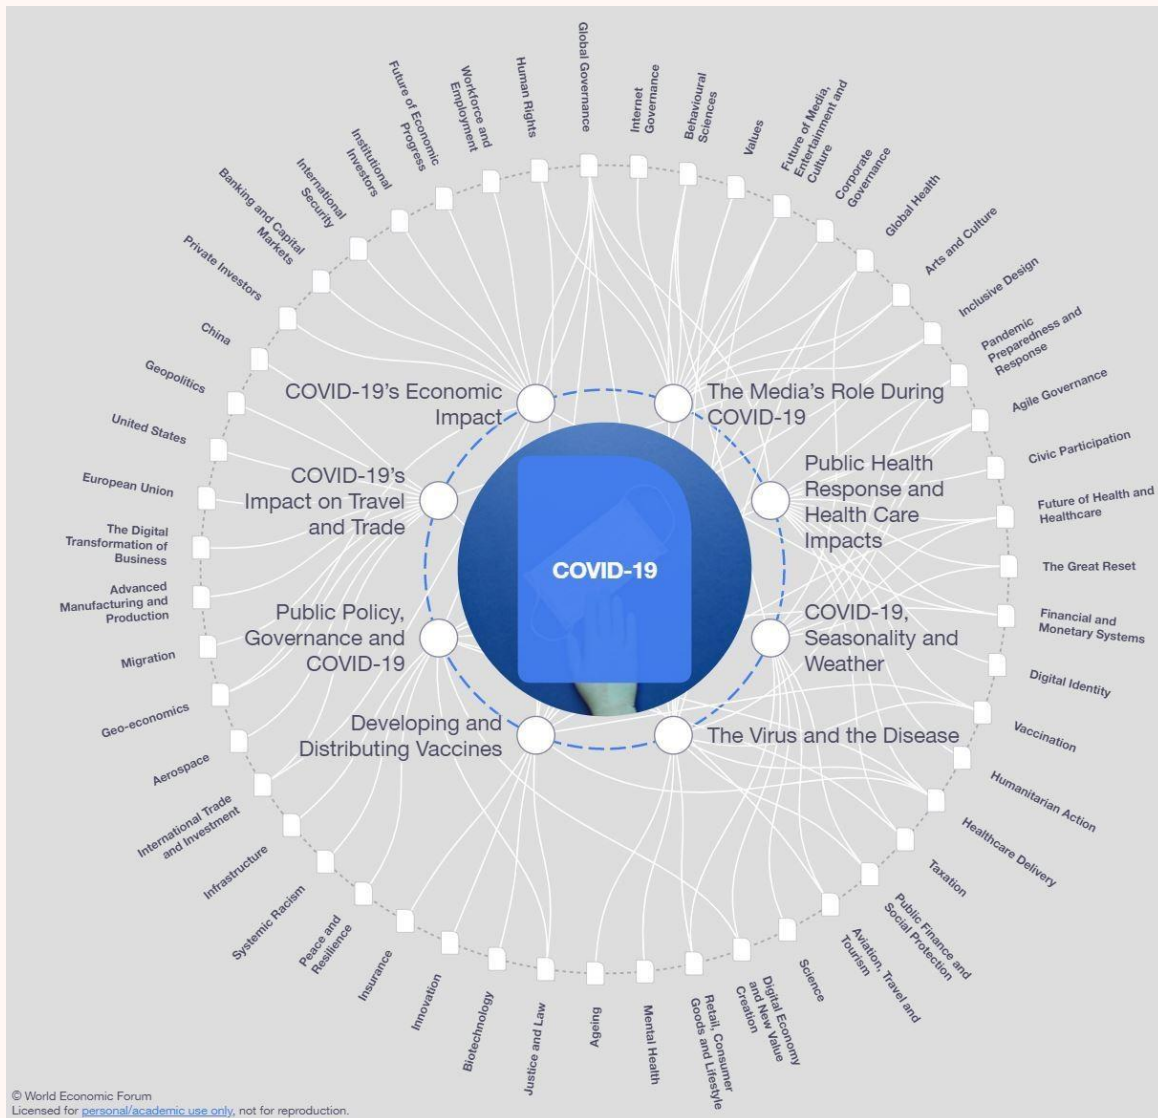 Global Governance
Internet
Governance
Behavioural
Sciences
Values
Future of Media,
Entertainment and
Culture
Corporate
Governance
Global Health
Arts and Culture
Inclusive Design
Pandemic
Preparedness and
Response
Agile Governance
Civic Participation
Future of Health and
Healthcare
The Great Reset
Financial and
Monetary Systems
Digital Identity
Vaccination
Humanitarian Action
Healthcare Delivery
Taxation
Public Finance and
Social Protection
Aviation, Travel and
Tourism
Science
Digital Economy
and New Value
Creation
Retail, Consumer
Goods and Lifestyle
Mental Health
Ageing
Justice and Law
Biotechnology
Innovation
Insurance
Peace and
Resilience
Systemic Racism
Infrastructure
International Trade
and Investment
Aerospace
Geo-economics
Migration
Advanced
Manufacturing and
Production
The Digital
Transformation of
Business
European Union
United States
Geopolitics
China
Private Investors
Banking and Capital
Markets
International
Security
Institutional
Investors
Future of Economic
Progress
Workforce and
Employment
Human Rights
COVID-19's Economic
Impact
The Media's Role During
COVID-19
COVID-19's
Impact on Travel
and Trade
Public Health
Response and
Health Care
Impacts
COVID-19
Public Policy,
Governance and
COVID-19
COVID-19,
Seasonality and
Weather
Developing and
Distributing Vaccines
The Virus and the Disease
© World Economic Forum
Licensed for personal/academic use only, not for reproduction.